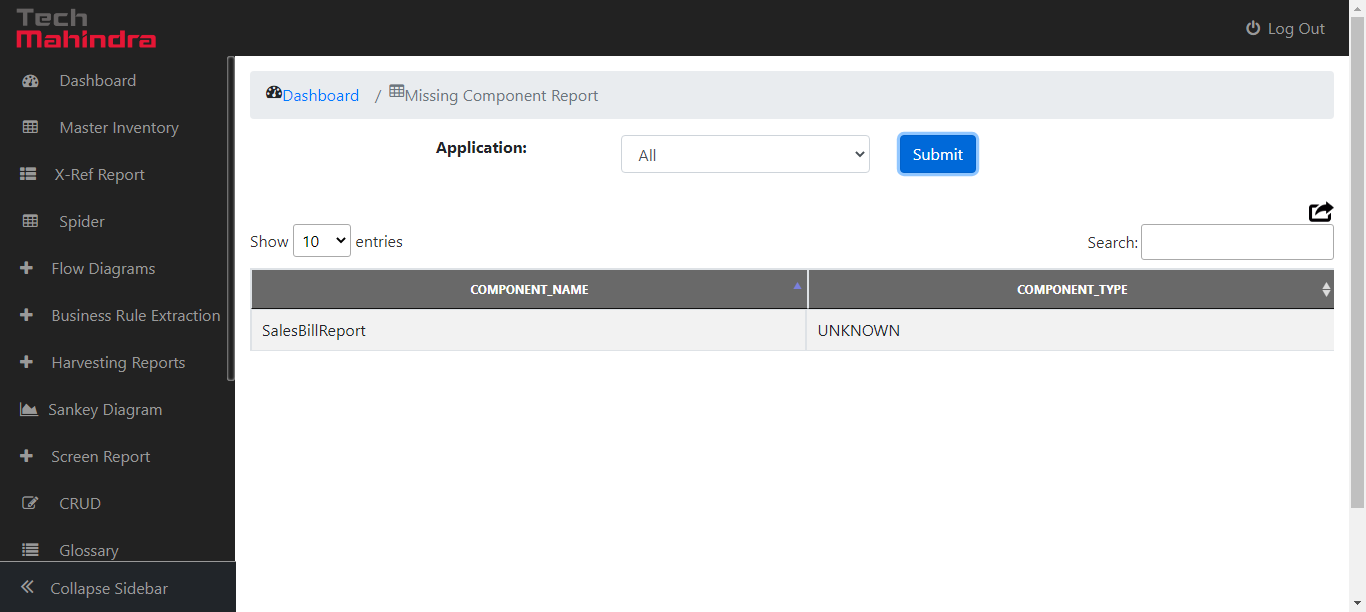 Tech
Mahindra
Log Out
Dashboard
Master Inventory
X-Ref Report
Spider
Flow Diagrams
Business Rule Extraction
Harvesting Reports
Sankey Diagram
Screen Report
CRUD
Glossary
Collapse Sidebar
Dashboard / Missing Component Report
Application: All Submit
Show 10 entries Search:
COMPONENT_NAME COMPONENT_TYPE
SalesBillReport UNKNOWN